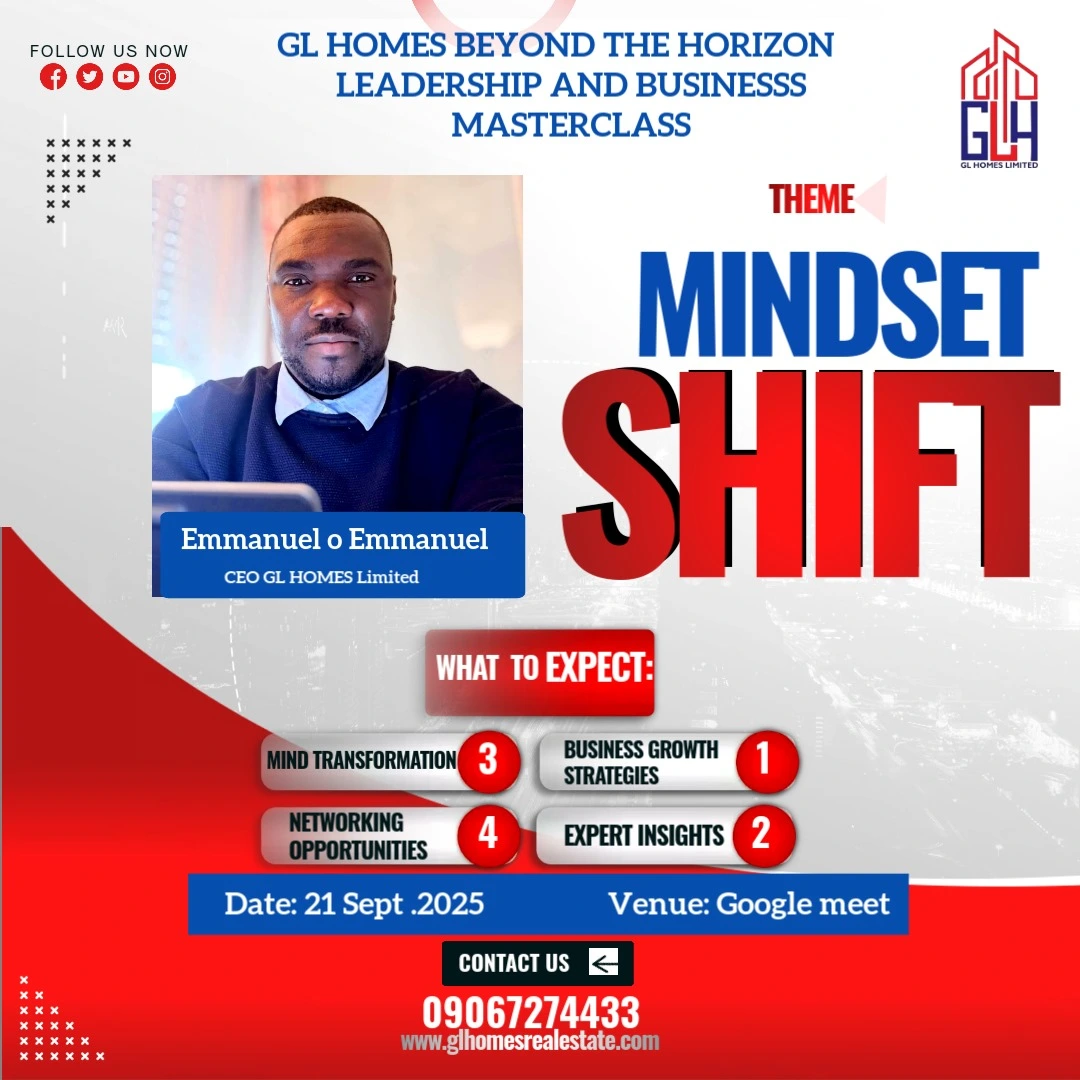 FOLLOW US NOW
GL HOMES BEYOND THE HORIZON
LEADERSHIP AND BUSINESSS
MASTERCLASS
GLH
GL HOMES LIMITED
THEME
MINDSET
SHIFT
Emmanuel o Emmanuel
CEO GL HOMES Limited
WHAT TO EXPECT:
MIND TRANSFORMATION 3
BUSINESS GROWTH
STRATEGIES 1
NETWORKING
OPPORTUNITIES 4
EXPERT INSIGHTS 2
Date: 21 Sept .2025
Venue: Google meet
CONTACT US
09067274433
www.glhomesrealestate.com